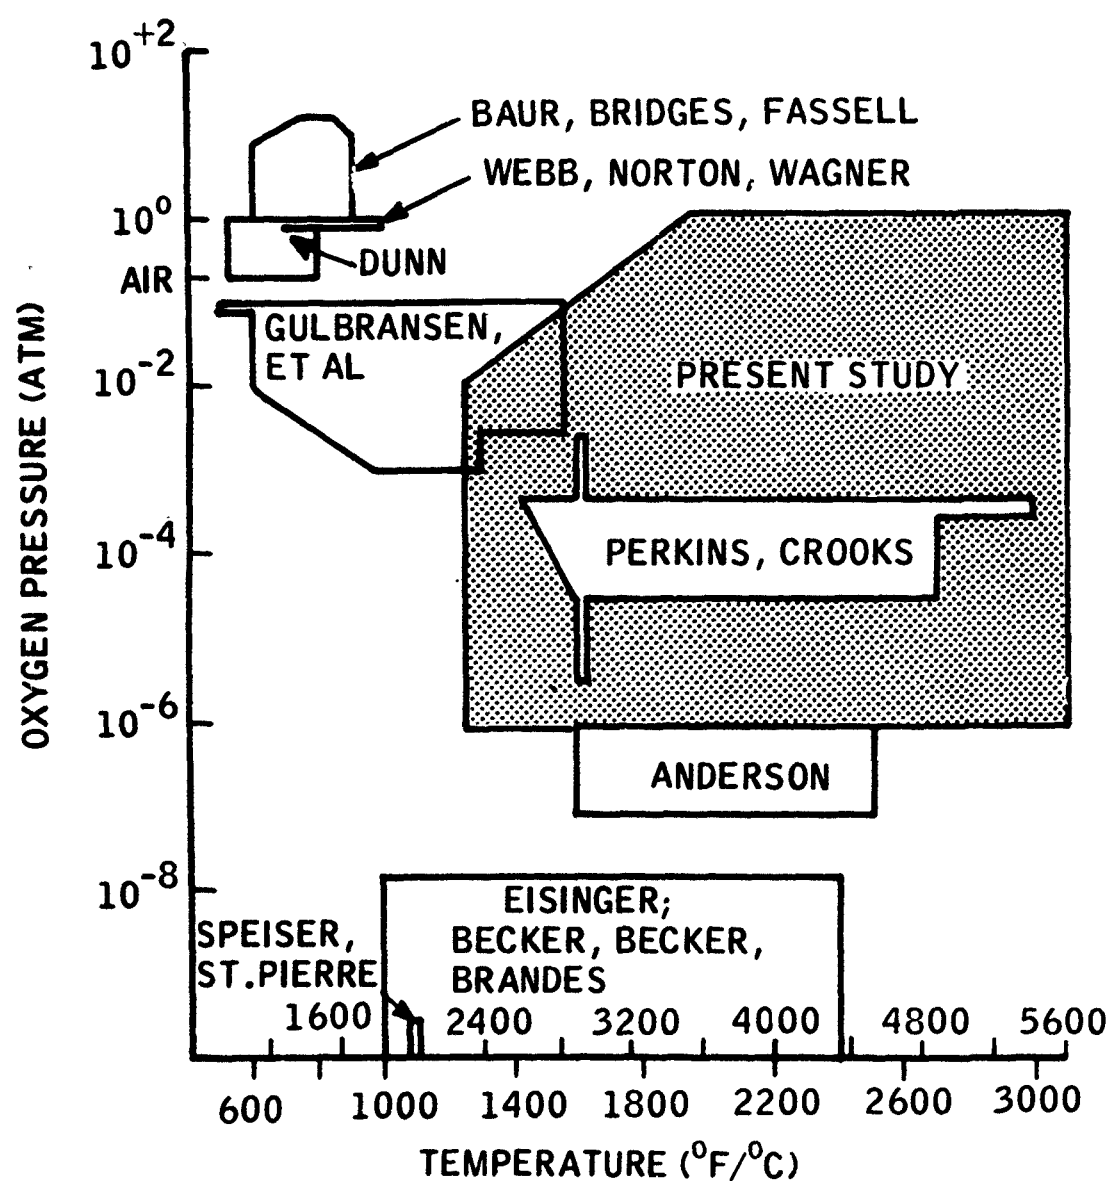 10+2
BAUR, BRIDGES, FASSELL
WEBB, NORTON, WAGNER
10⁰
DUNN
AIR
GULBRANSEN,
ET AL
10-2
PRESENT STUDY
10-4
PERKINS, CROOKS
10-6
ANDERSON
10-8
EISINGER;
BECKER, BECKER,
BRANDES
SPEISER,
ST.PIERRE
1600 2400 3200 4000 4800 5600
600 1000 1400 1800 2200 2600 3000
TEMPERATURE (⁰F/⁰C)
OXYGEN PRESSURE (ATM)